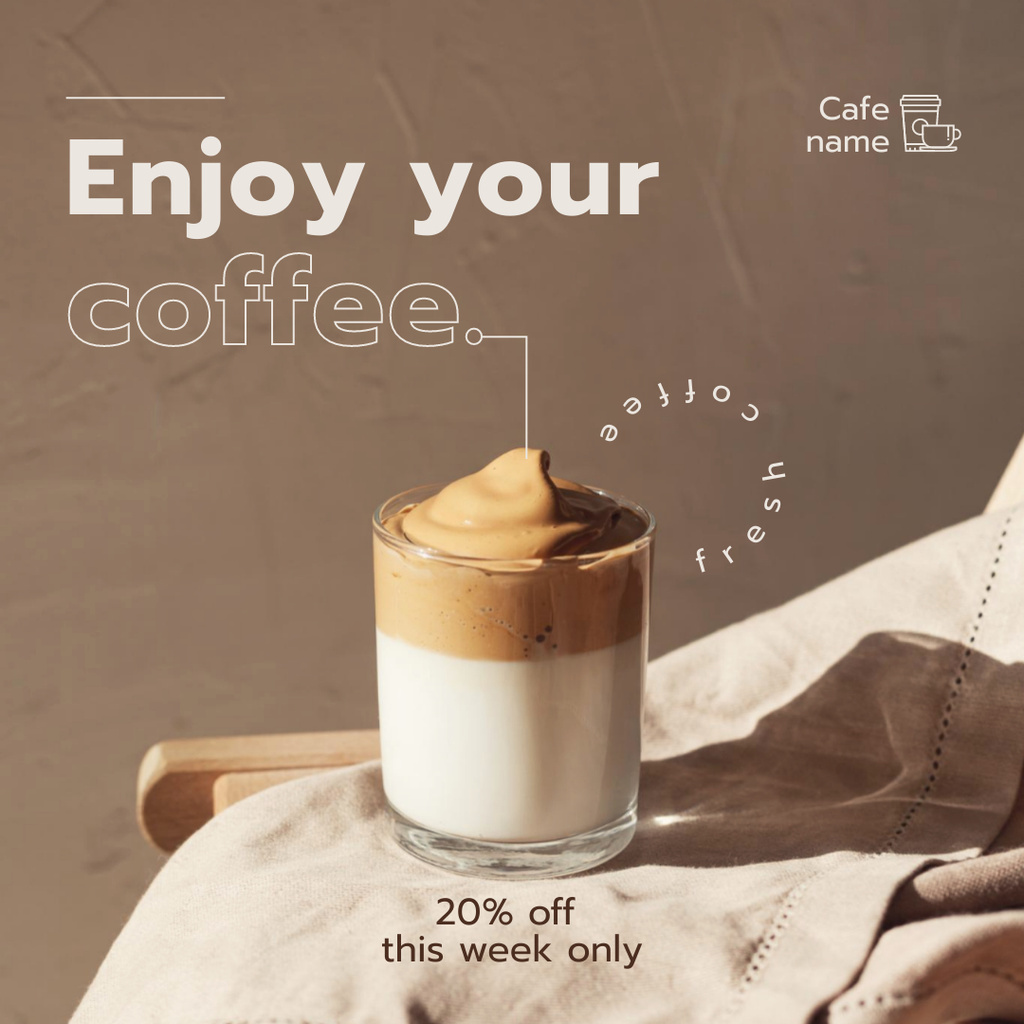 Enjoy your
coffee.
Cafe
name
fresh coffee
20% off
this week only